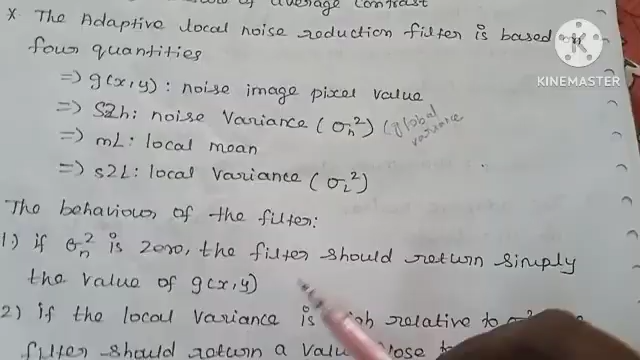 show of average contrast
x The Adaptive local noise reduction filter is based on
four quantities
KINEMASTER
=> g(x,y): noise image pixel value
=> S2h: noise variance (σn²) (global variance
=> mL: local mean
=> s2L: local Variance (σL²)
The behaviour of the filter:
1) if σn² is zero, the filter should return simply
the value of g(x,y)
2) if the local variance is high relative to
filter should return a value close to